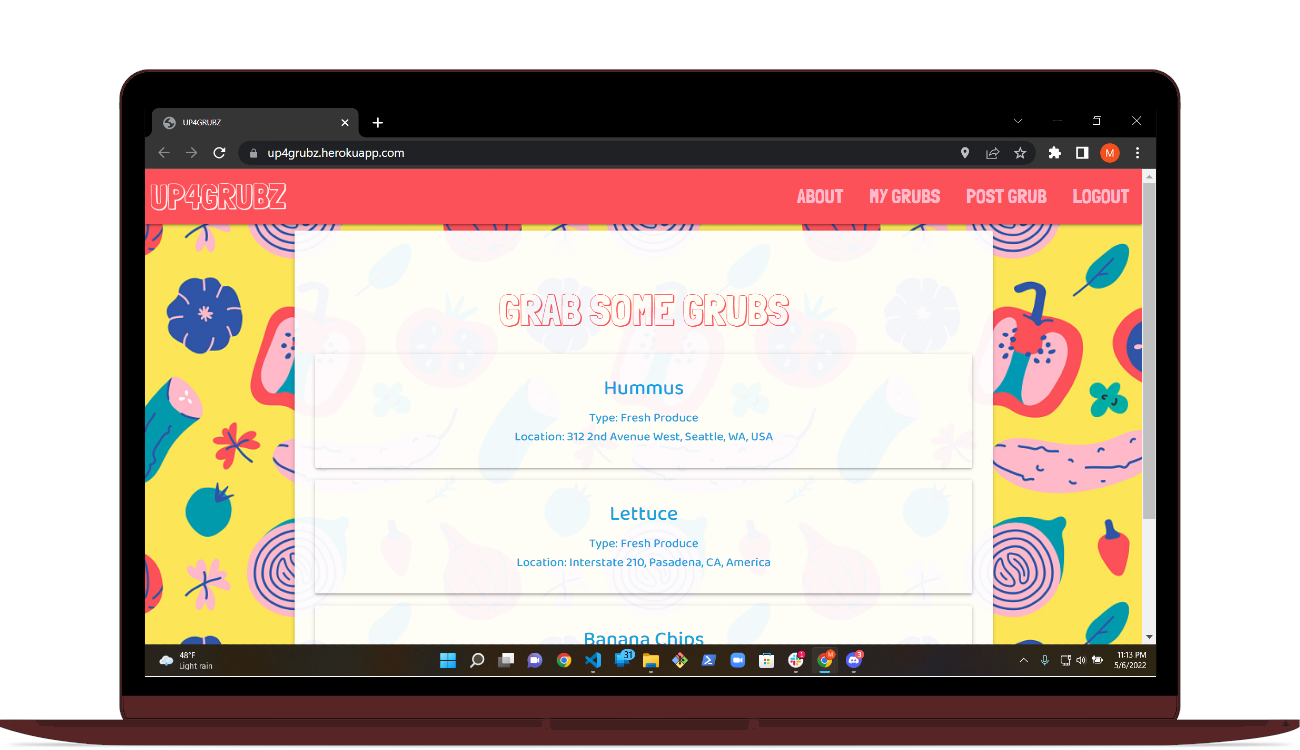 UP4GRUBZ
up4grubz.herokuapp.com
M
UP4GRUBZ
ABOUT MY GRUBS POST GRUB LOGOUT
GRAB SOME GRUBS
Hummus
Type: Fresh Produce
Location: 312 2nd Avenue West, Seattle, WA, USA
Lettuce
Type: Fresh Produce
Location: Interstate 210, Pasadena, CA, America
Banana Chips
48°F
Light rain
31
1
M
3
11:13 PM
5/6/2022